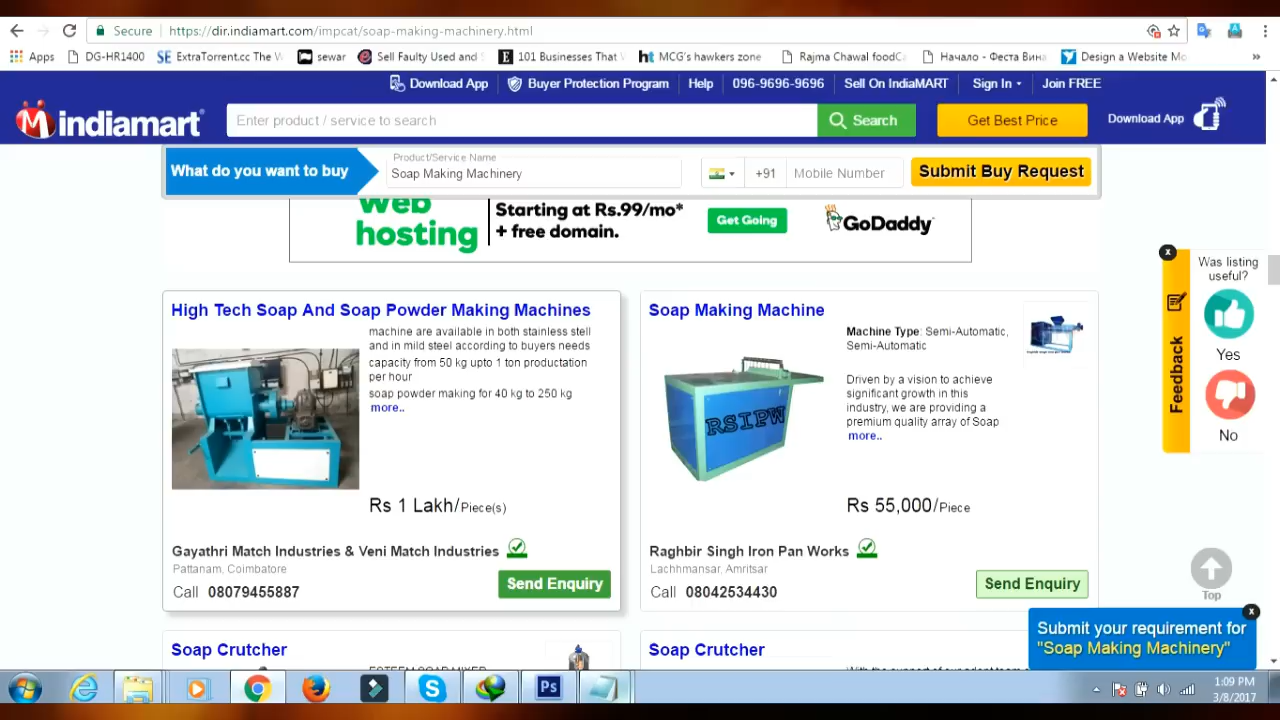 Secure https://dir.indiamart.com/impcat/soap-making-machinery.html
Apps DG-HR1400 ExtraTorrent.cc The W sewar Sell Faulty Used and 101 Businesses That MCG's hawkers zone Rajma Chawal foodCa Начало - Феста Вина Design a Website Mo »
Download App Buyer Protection Program Help 096-9696-9696 Sell On IndiaMART Sign In Join FREE
indiamart Enter product / service to search Search Get Best Price Download App
What do you want to buy
Product/Service Name
Soap Making Machinery
+91 Mobile Number Submit Buy Request
web hosting
Starting at Rs.99/mo*
+ free domain.
Get Going
GoDaddy
Was listing useful?
Yes
No
Feedback
High Tech Soap And Soap Powder Making Machines
machine are available in both stainless stell
and in mild steel according to buyers needs
capacity from 50 kg upto 1 ton productation
per hour
soap powder making for 40 kg to 250 kg
more..
Rs 1 Lakh/Piece(s)
Gayathri Match Industries & Veni Match Industries
Pattanam, Coimbatore
Call 08079455887
Send Enquiry
Soap Making Machine
RSIPW
Machine Type: Semi-Automatic,
Semi-Automatic
Driven by a vision to achieve
significant growth in this
industry, we are providing a
premium quality array of Soap
more..
Rs 55,000/Piece
Raghbir Singh Iron Pan Works
Lachhmansar, Amritsar
Call 08042534430
Send Enquiry
Top
Soap Crutcher
Soap Crutcher
Submit your requirement for
"Soap Making Machinery"
1:09 PM
3/8/2017